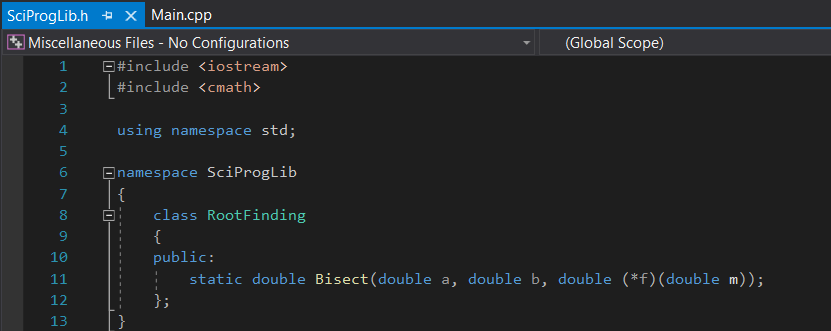 SciProgLib.h Main.cpp
Miscellaneous Files - No Configurations (Global Scope)
1 #include <iostream>
2 #include <cmath>
3
4 using namespace std;
5
6 namespace SciProgLib
7 {
8 class RootFinding
9 {
10 public:
11 static double Bisect(double a, double b, double (*f)(double m));
12 };
13 }